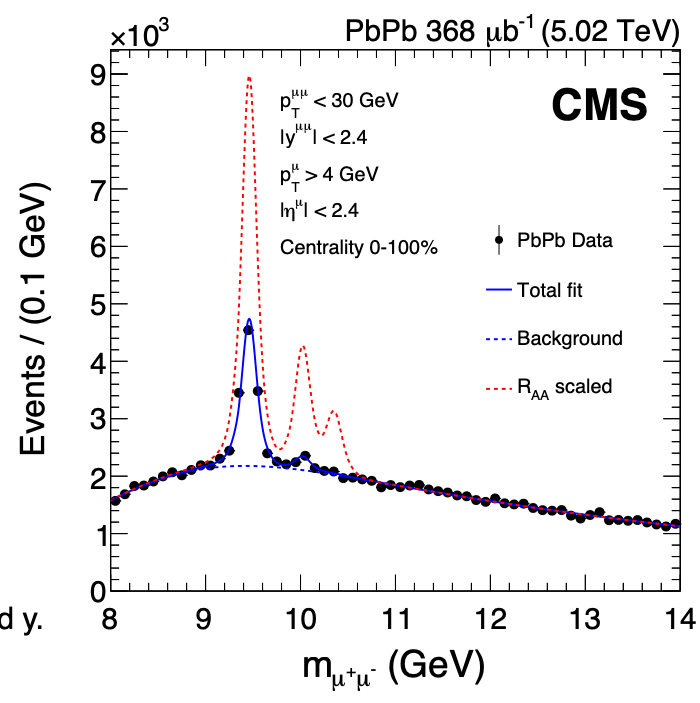 ×10³ PbPb 368 μb⁻¹ (5.02 TeV)
CMS
p_T^μμ < 30 GeV
|y^μμ| < 2.4
p_T^μ > 4 GeV
|η^μ| < 2.4
Centrality 0-100%
PbPb Data
Total fit
Background
R_AA scaled
Events / (0.1 GeV)
9
8
7
6
5
4
3
2
1
0
8 9 10 11 12 13 14
d y.
m_μ⁺μ⁻ (GeV)